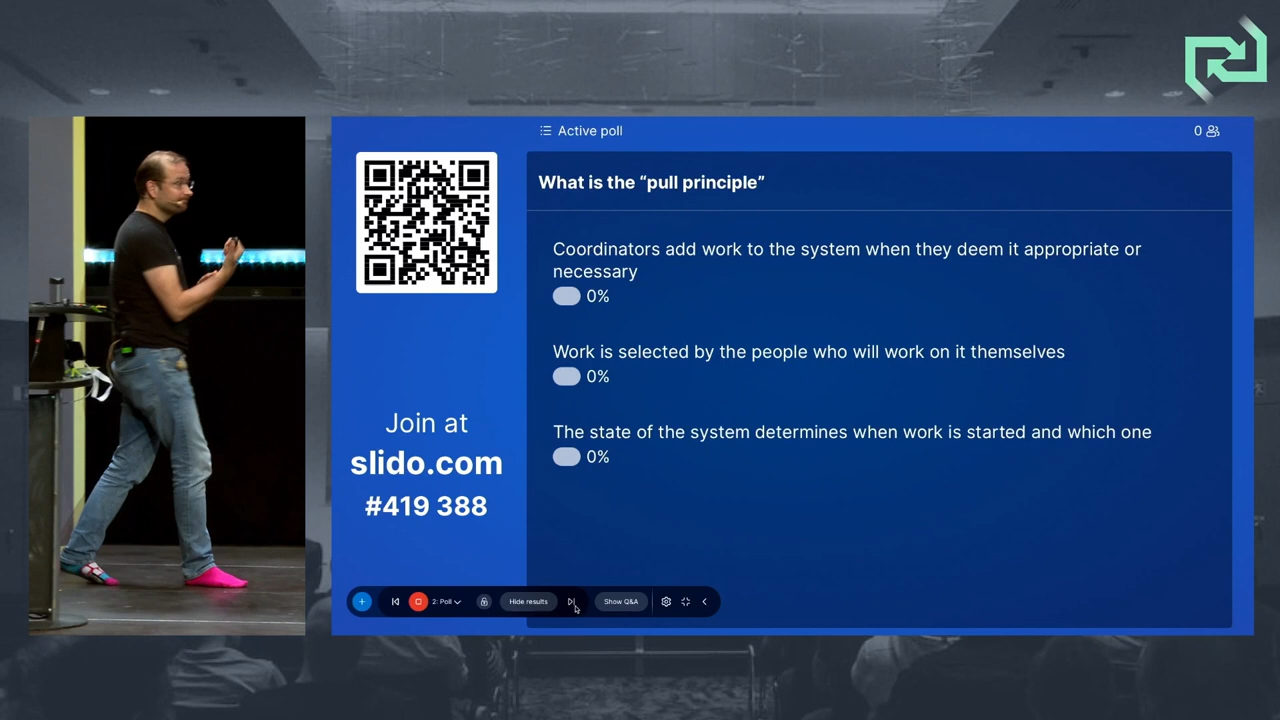 Active poll
0
What is the “pull principle”
Coordinators add work to the system when they deem it appropriate or
necessary
0%
Work is selected by the people who will work on it themselves
0%
The state of the system determines when work is started and which one
0%
Join at
slido.com
#419 388
2: Poll
Hide results
Show Q&A